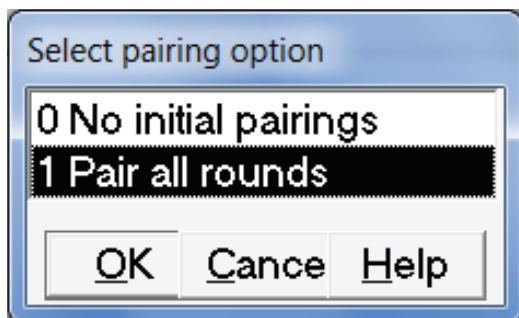 Select pairing option
0 No initial pairings
1 Pair all rounds
OK Cance Help